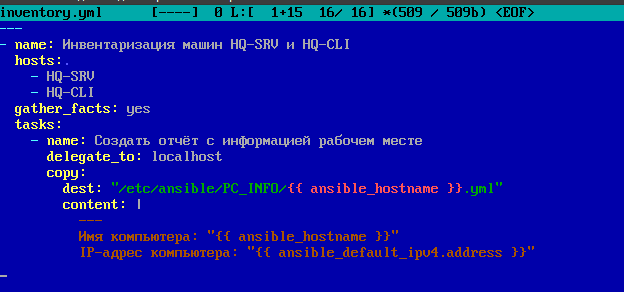 inventory.yml       [----]  0 L:[  1+15  16/ 16] *(509 / 509b) <EOF>
---
- name: Инвентаризация машин HQ-SRV и HQ-CLI
  hosts:.
    - HQ-SRV
    - HQ-CLI
  gather_facts: yes
  tasks:
    - name: Создать отчёт с информацией рабочем месте
      delegate_to: localhost
      copy:
        dest: "/etc/ansible/PC_INFO/{{ ansible_hostname }}.yml"
        content: |
          ---
          Имя компьютера: "{{ ansible_hostname }}"
          IP-адрес компьютера: "{{ ansible_default_ipv4.address }}"